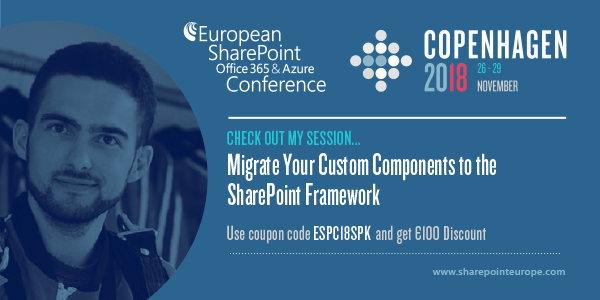 European
SharePoint
Office 365 & Azure
Conference
COPENHAGEN
2018
26 - 29
NOVEMBER
CHECK OUT MY SESSION...
Migrate Your Custom Components to the
SharePoint Framework
Use coupon code ESPC18SPK and get €100 Discount
www.sharepointeurope.com